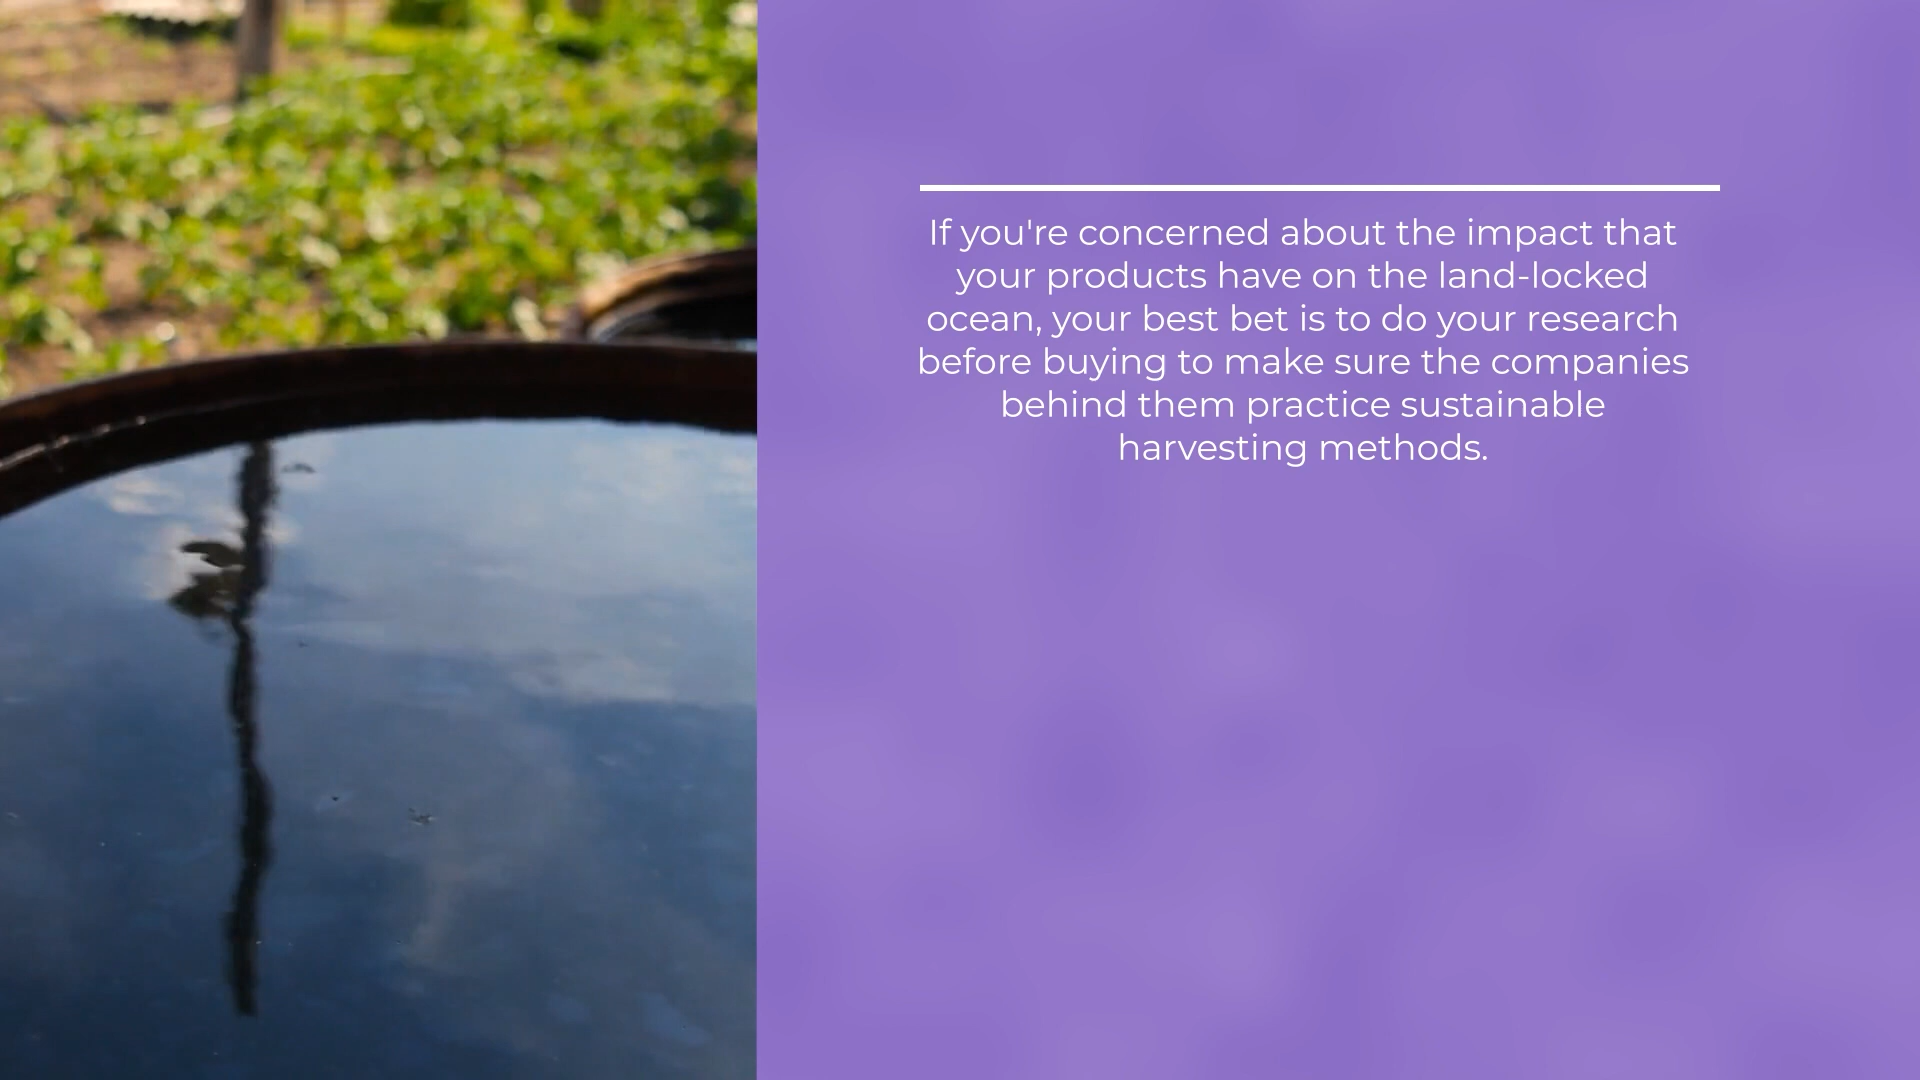 If you're concerned about the impact that
your products have on the land-locked
ocean, your best bet is to do your research
before buying to make sure the companies
behind them practice sustainable
harvesting methods.